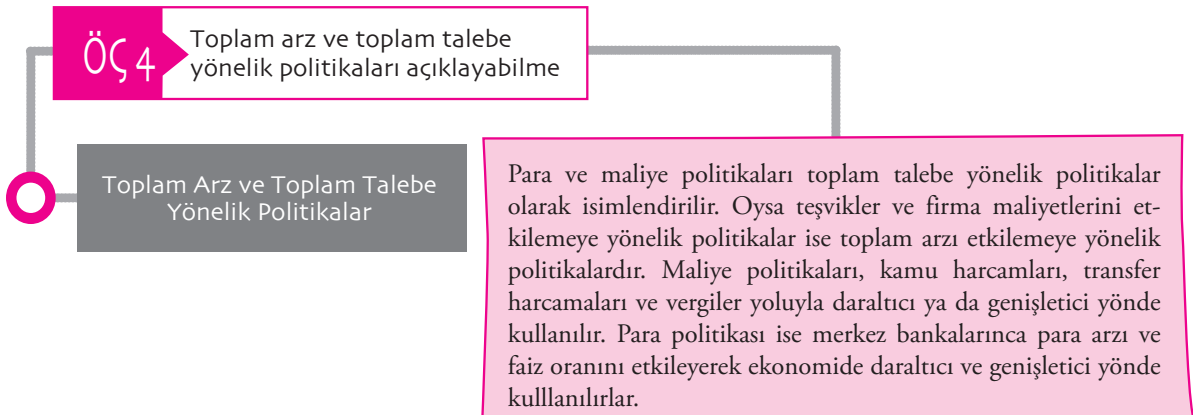 ÖÇ 4
Toplam arz ve toplam talebe
yönelik politikaları açıklayabilme
Toplam Arz ve Toplam Talebe
Yönelik Politikalar
Para ve maliye politikaları toplam talebe yönelik politikalar
olarak isimlendirilir. Oysa teşvikler ve firma maliyetlerini et-
kilemeye yönelik politikalar ise toplam arzı etkilemeye yönelik
politikalardır. Maliye politikaları, kamu harcamları, transfer
harcamaları ve vergiler yoluyla daraltıcı ya da genişletici yönde
kullanılır. Para politikası ise merkez bankalarınca para arzı ve
faiz oranını etkileyerek ekonomide daraltıcı ve genişletici yönde
kulllanılırlar.